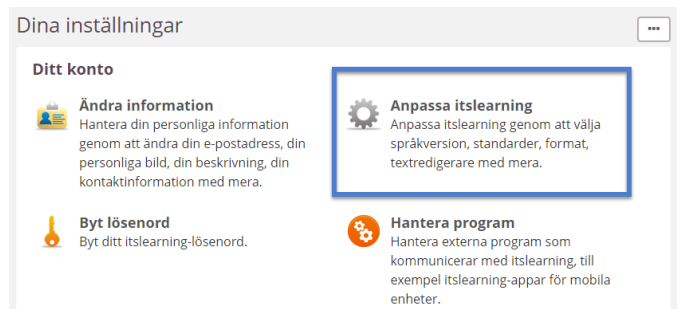 Dina inställningar
Ditt konto
Ändra information
Hantera din personliga information
genom att ändra din e-postadress, din
personliga bild, din beskrivning, din
kontaktinformation med mera.
Anpassa itslearning
Anpassa itslearning genom att välja
språkversion, standarder, format,
textredigerare med mera.
Byt lösenord
Byt ditt itslearning-lösenord.
Hantera program
Hantera externa program som
kommunicerar med itslearning, till
exempel itslearning-appar för mobila
enheter.